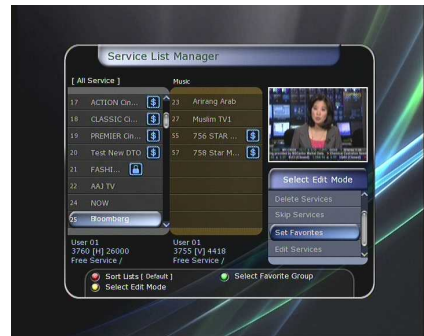 Service List Manager
[ All Service ]
Music
17 ACTION Cin... $
18 CLASSIC Ci... $
19 PREMIER Cin... $
20 Test New DTO $
21 FASHI...
22 AAJ TV
24 NOW
25 Bloomberg
23 Arirang Arab
27 Muslim TV1
55 756 STAR ... $
57 758 Star M... $
Select Edit Mode
Delete Services
Skip Services
Set Favorites
Edit Services
User 01
3760 [H] 26000
Free Service /
User 01
3755 [V] 4418
Free Service /
Sort Lists [ Default ]
Select Favorite Group
Select Edit Mode